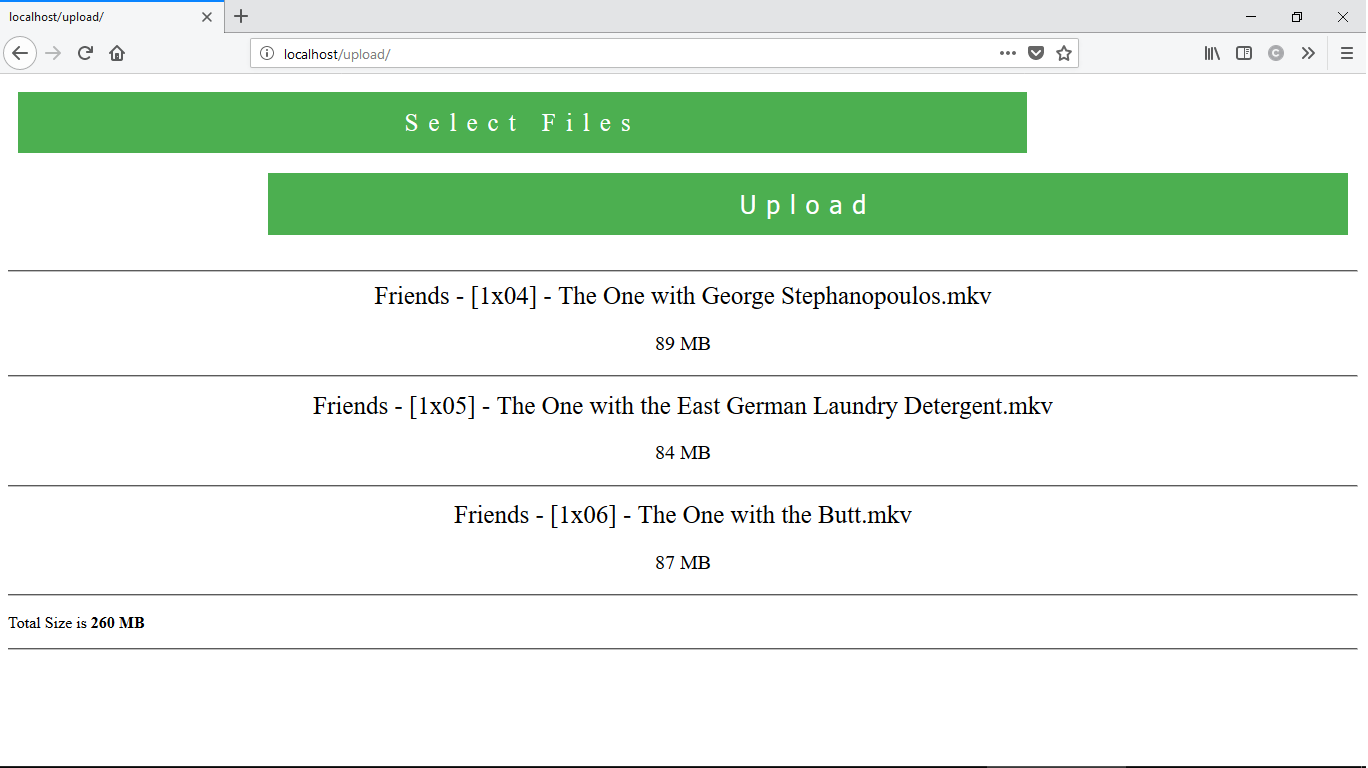 localhost/upload/
localhost/upload/
Select Files
Upload
Friends - [1x04] - The One with George Stephanopoulos.mkv
89 MB
Friends - [1x05] - The One with the East German Laundry Detergent.mkv
84 MB
Friends - [1x06] - The One with the Butt.mkv
87 MB
Total Size is 260 MB